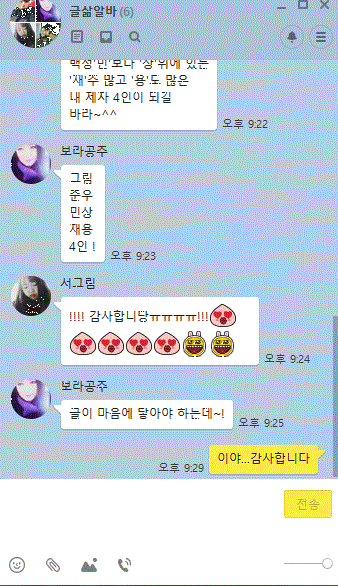 글삶알바 (6)
백성'민'보다 '상'위에 있는
'재'주 많고 '용'도 많은
내 제자 4인이 되길
바라~^^
오후 9:22
보라공주
그림
준우
민상
재용
4인 !
오후 9:23
서그림
!!!! 감사합니당ㅠㅠㅠㅠ!!!
오후 9:24
보라공주
글이 마음에 닿아야 하는데~!
오후 9:25
이야...감사합니다
오후 9:29
전송